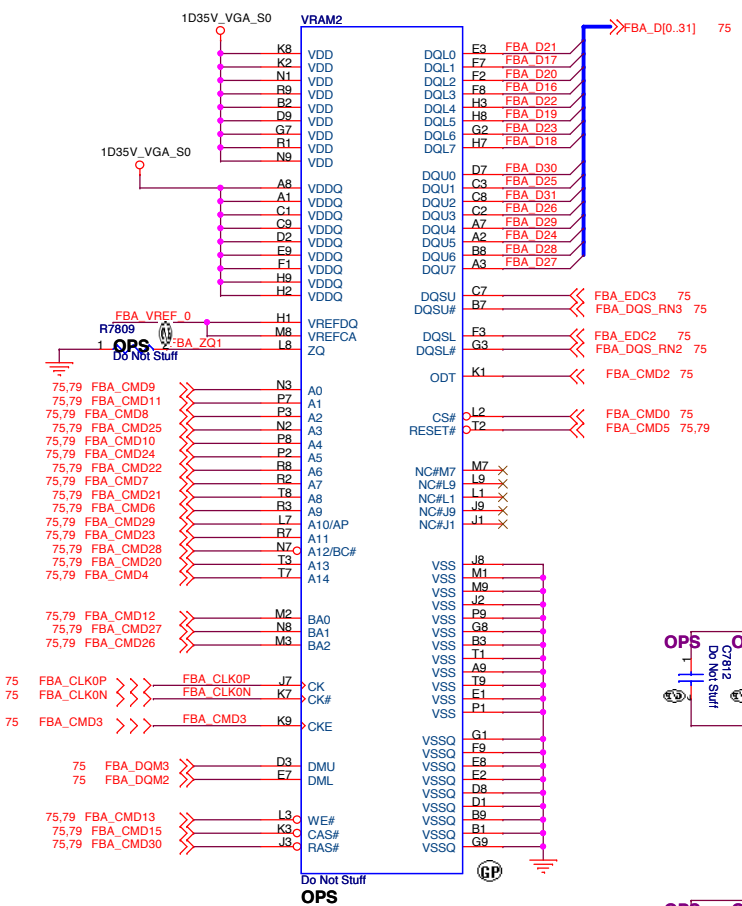 1D35V_VGA_S0
VRAM2
K8 VDD
K2 VDD
N1 VDD
R9 VDD
B2 VDD
D9 VDD
G7 VDD
R1 VDD
N9 VDD
1D35V_VGA_S0
A8 VDDQ
A1 VDDQ
C1 VDDQ
C9 VDDQ
D2 VDDQ
E9 VDDQ
F1 VDDQ
H9 VDDQ
H2 VDDQ
FBA_VREF_0 H1 VREFDQ
M8 VREFCA
R7809
1 2 FBA_ZQ1 L8 ZQ
OPS
Do Not Stuff
75,79 FBA_CMD9 N3 A0
75,79 FBA_CMD11 P7 A1
75,79 FBA_CMD8 P3 A2
75,79 FBA_CMD25 N2 A3
75,79 FBA_CMD10 P8 A4
75,79 FBA_CMD24 P2 A5
75,79 FBA_CMD22 R8 A6
75,79 FBA_CMD7 R2 A7
75,79 FBA_CMD21 T8 A8
75,79 FBA_CMD6 R3 A9
75,79 FBA_CMD29 L7 A10/AP
75,79 FBA_CMD23 R7 A11
75,79 FBA_CMD28 N7 A12/BC#
75,79 FBA_CMD20 T3 A13
75,79 FBA_CMD4 T7 A14
75,79 FBA_CMD12 M2 BA0
75,79 FBA_CMD27 N8 BA1
75,79 FBA_CMD26 M3 BA2
75 FBA_CLK0P FBA_CLK0P J7 CK
75 FBA_CLK0N FBA_CLK0N K7 CK#
75 FBA_CMD3 FBA_CMD3 K9 CKE
75 FBA_DQM3 D3 DMU
75 FBA_DQM2 E7 DML
75,79 FBA_CMD13 L3 WE#
75,79 FBA_CMD15 K3 CAS#
75,79 FBA_CMD30 J3 RAS#
FBA_D[0..31] 75
DQL0 E3 FBA_D21
DQL1 F7 FBA_D17
DQL2 F2 FBA_D20
DQL3 F8 FBA_D16
DQL4 H3 FBA_D22
DQL5 H8 FBA_D19
DQL6 G2 FBA_D23
DQL7 H7 FBA_D18
DQU0 D7 FBA_D30
DQU1 C3 FBA_D25
DQU2 C8 FBA_D31
DQU3 C2 FBA_D26
DQU4 A7 FBA_D29
DQU5 A2 FBA_D24
DQU6 B8 FBA_D28
DQU7 A3 FBA_D27
DQSU C7 FBA_EDC3 75
DQSU# B7 FBA_DQS_RN3 75
DQSL F3 FBA_EDC2 75
DQSL# G3 FBA_DQS_RN2 75
ODT K1 FBA_CMD2 75
CS# L2 FBA_CMD0 75
RESET# T2 FBA_CMD5 75,79
NC#M7 M7
NC#L9 L9
NC#L1 L1
NC#J9 J9
NC#J1 J1
VSS J8
VSS M1
VSS M9
VSS J2
VSS P9
VSS G8
VSS B3
VSS T1
VSS A9
VSS T9
VSS E1
VSS P1
VSSQ G1
VSSQ F9
VSSQ E8
VSSQ E2
VSSQ D8
VSSQ D1
VSSQ B9
VSSQ B1
VSSQ G9
GP
Do Not Stuff
OPS
OPS
1
C7812
Do Not Stuff